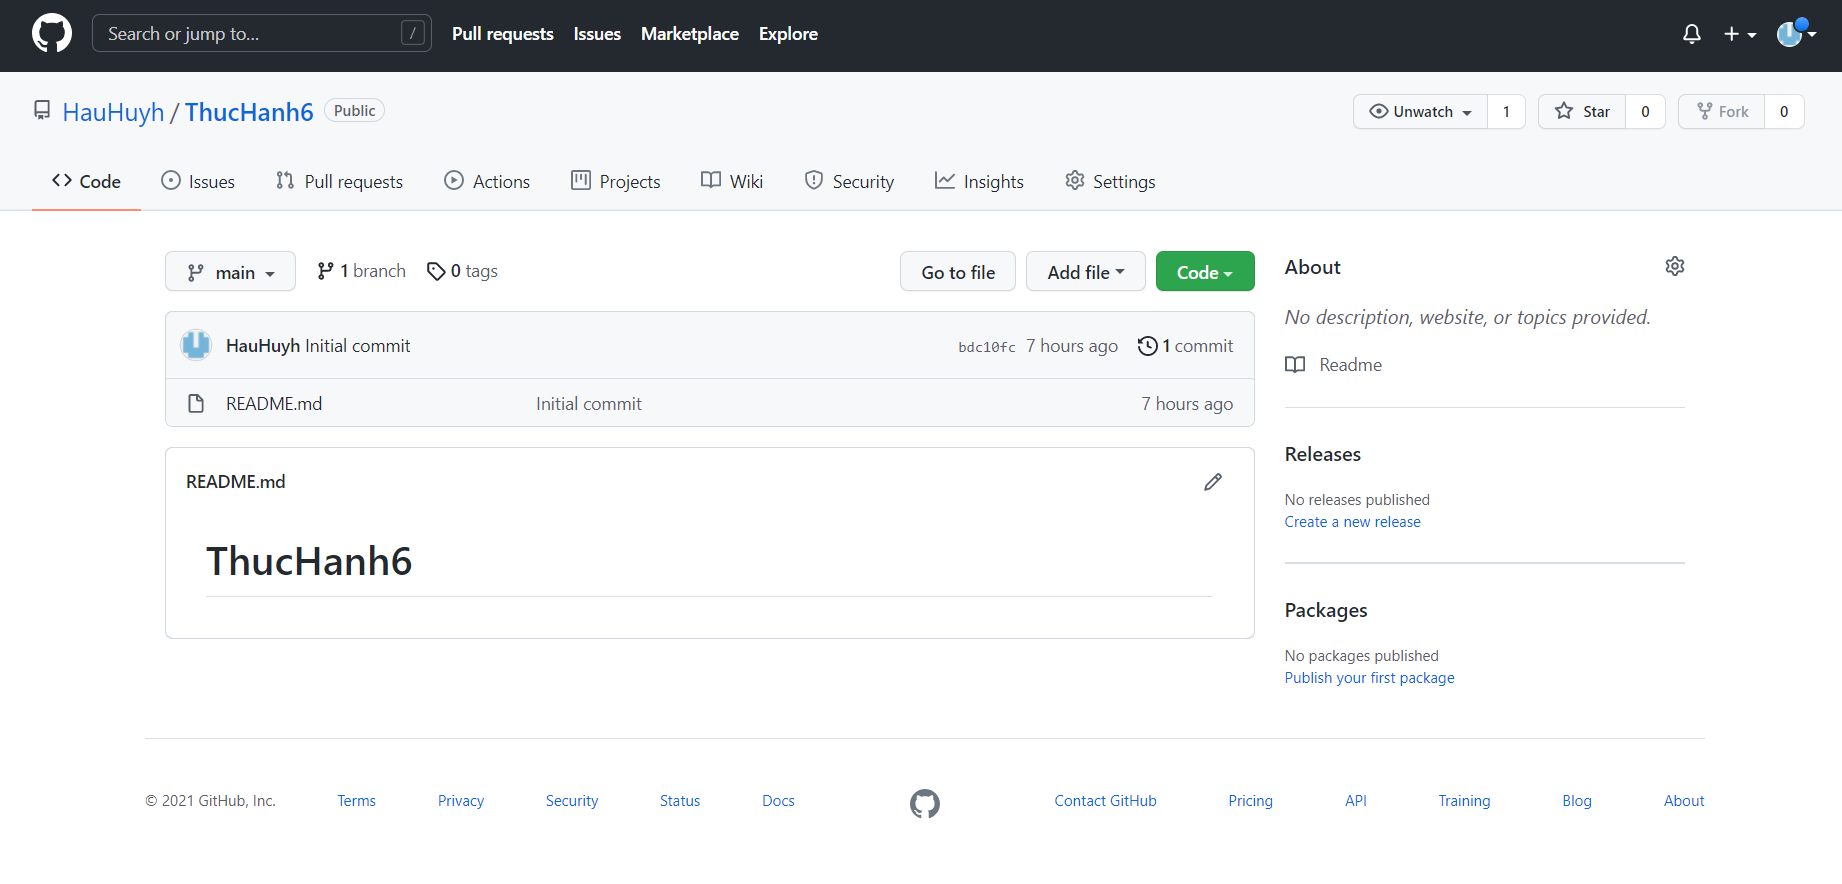 Search or jump to... / Pull requests Issues Marketplace Explore
HauHuyh / ThucHanh6 Public Unwatch 1 Star 0 Fork 0
Code Issues Pull requests Actions Projects Wiki Security Insights Settings
main 1 branch 0 tags Go to file Add file Code
HauHuyh Initial commit bdc10fc 7 hours ago 1 commit
README.md Initial commit 7 hours ago
README.md
ThucHanh6
About
No description, website, or topics provided.
Readme
Releases
No releases published
Create a new release
Packages
No packages published
Publish your first package
© 2021 GitHub, Inc. Terms Privacy Security Status Docs Contact GitHub Pricing API Training Blog About